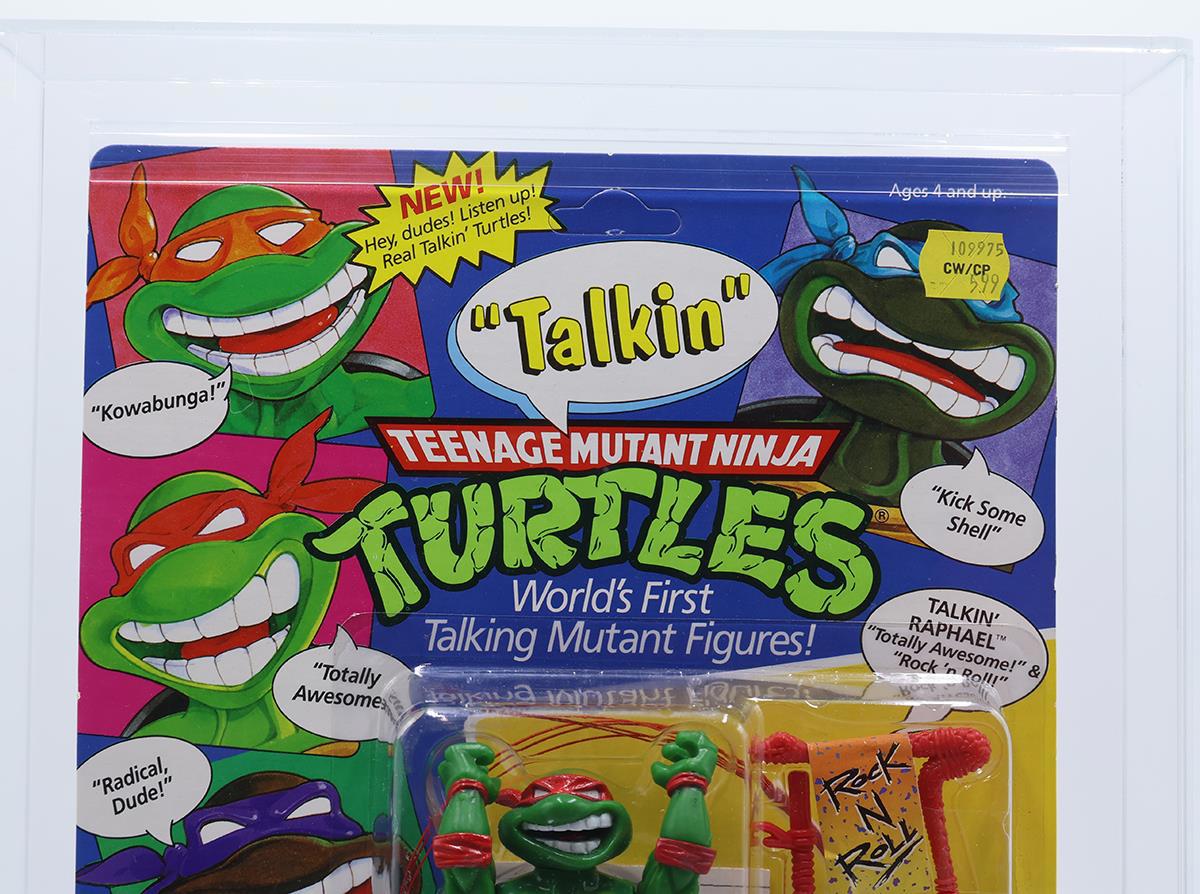 NEW!
Hey, dudes! Listen up!
Real Talkin' Turtles!
Ages 4 and up.
109975
CW/CP
5.99
"Talkin"
"Kowabunga!"
TEENAGE MUTANT NINJA
TURTLES®
"Kick Some
Shell"
World's First
Talking Mutant Figures!
TALKIN'
RAPHAEL™
"Totally Awesome!" &
"Rock 'n Roll!"
"Totally
Awesome
"Radical,
Dude!"
ROCK
N
ROLL